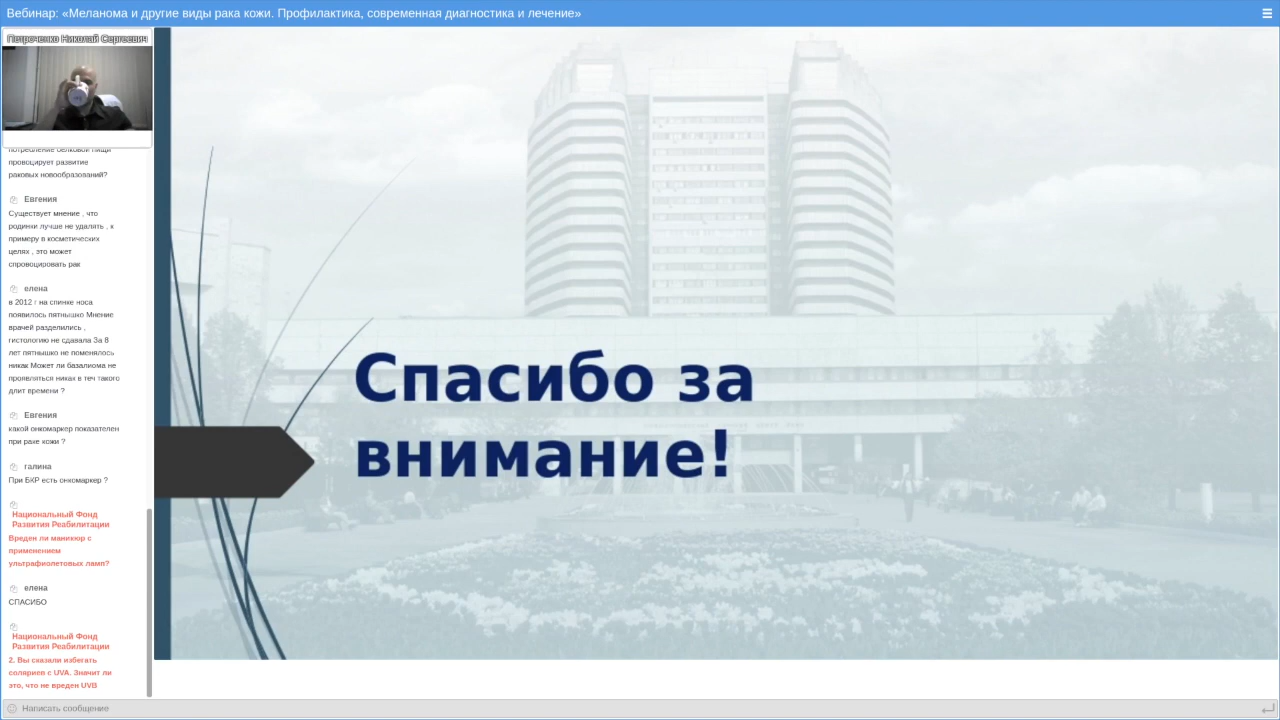 Вебинар: «Меланома и другие виды рака кожи. Профилактика, современная диагностика и лечение»
Петроченко Николай Сергеевич
потребление белковой пищи
провоцирует развитие
раковых новообразований?
Евгения
Существует мнение , что
родинки лучше не удалять , к
примеру в косметических
целях , это может
спровоцировать рак
елена
в 2012 г на спинке носа
появилось пятнышко Мнение
врачей разделились ,
гистологию не сдавала За 8
лет пятнышко не поменялось
никак Может ли базалиома не
проявляться никак в теч такого
длит времени ?
Евгения
какой онкомаркер показателен
при раке кожи ?
галина
При БКР есть онкомаркер ?
Национальный Фонд
Развития Реабилитации
Вреден ли маникюр с
применением
ультрафиолетовых ламп?
елена
СПАСИБО
Национальный Фонд
Развития Реабилитации
2. Вы сказали избегать
соляриев с UVA. Значит ли
это, что не вреден UVB
Спасибо за
внимание!
Написать сообщение